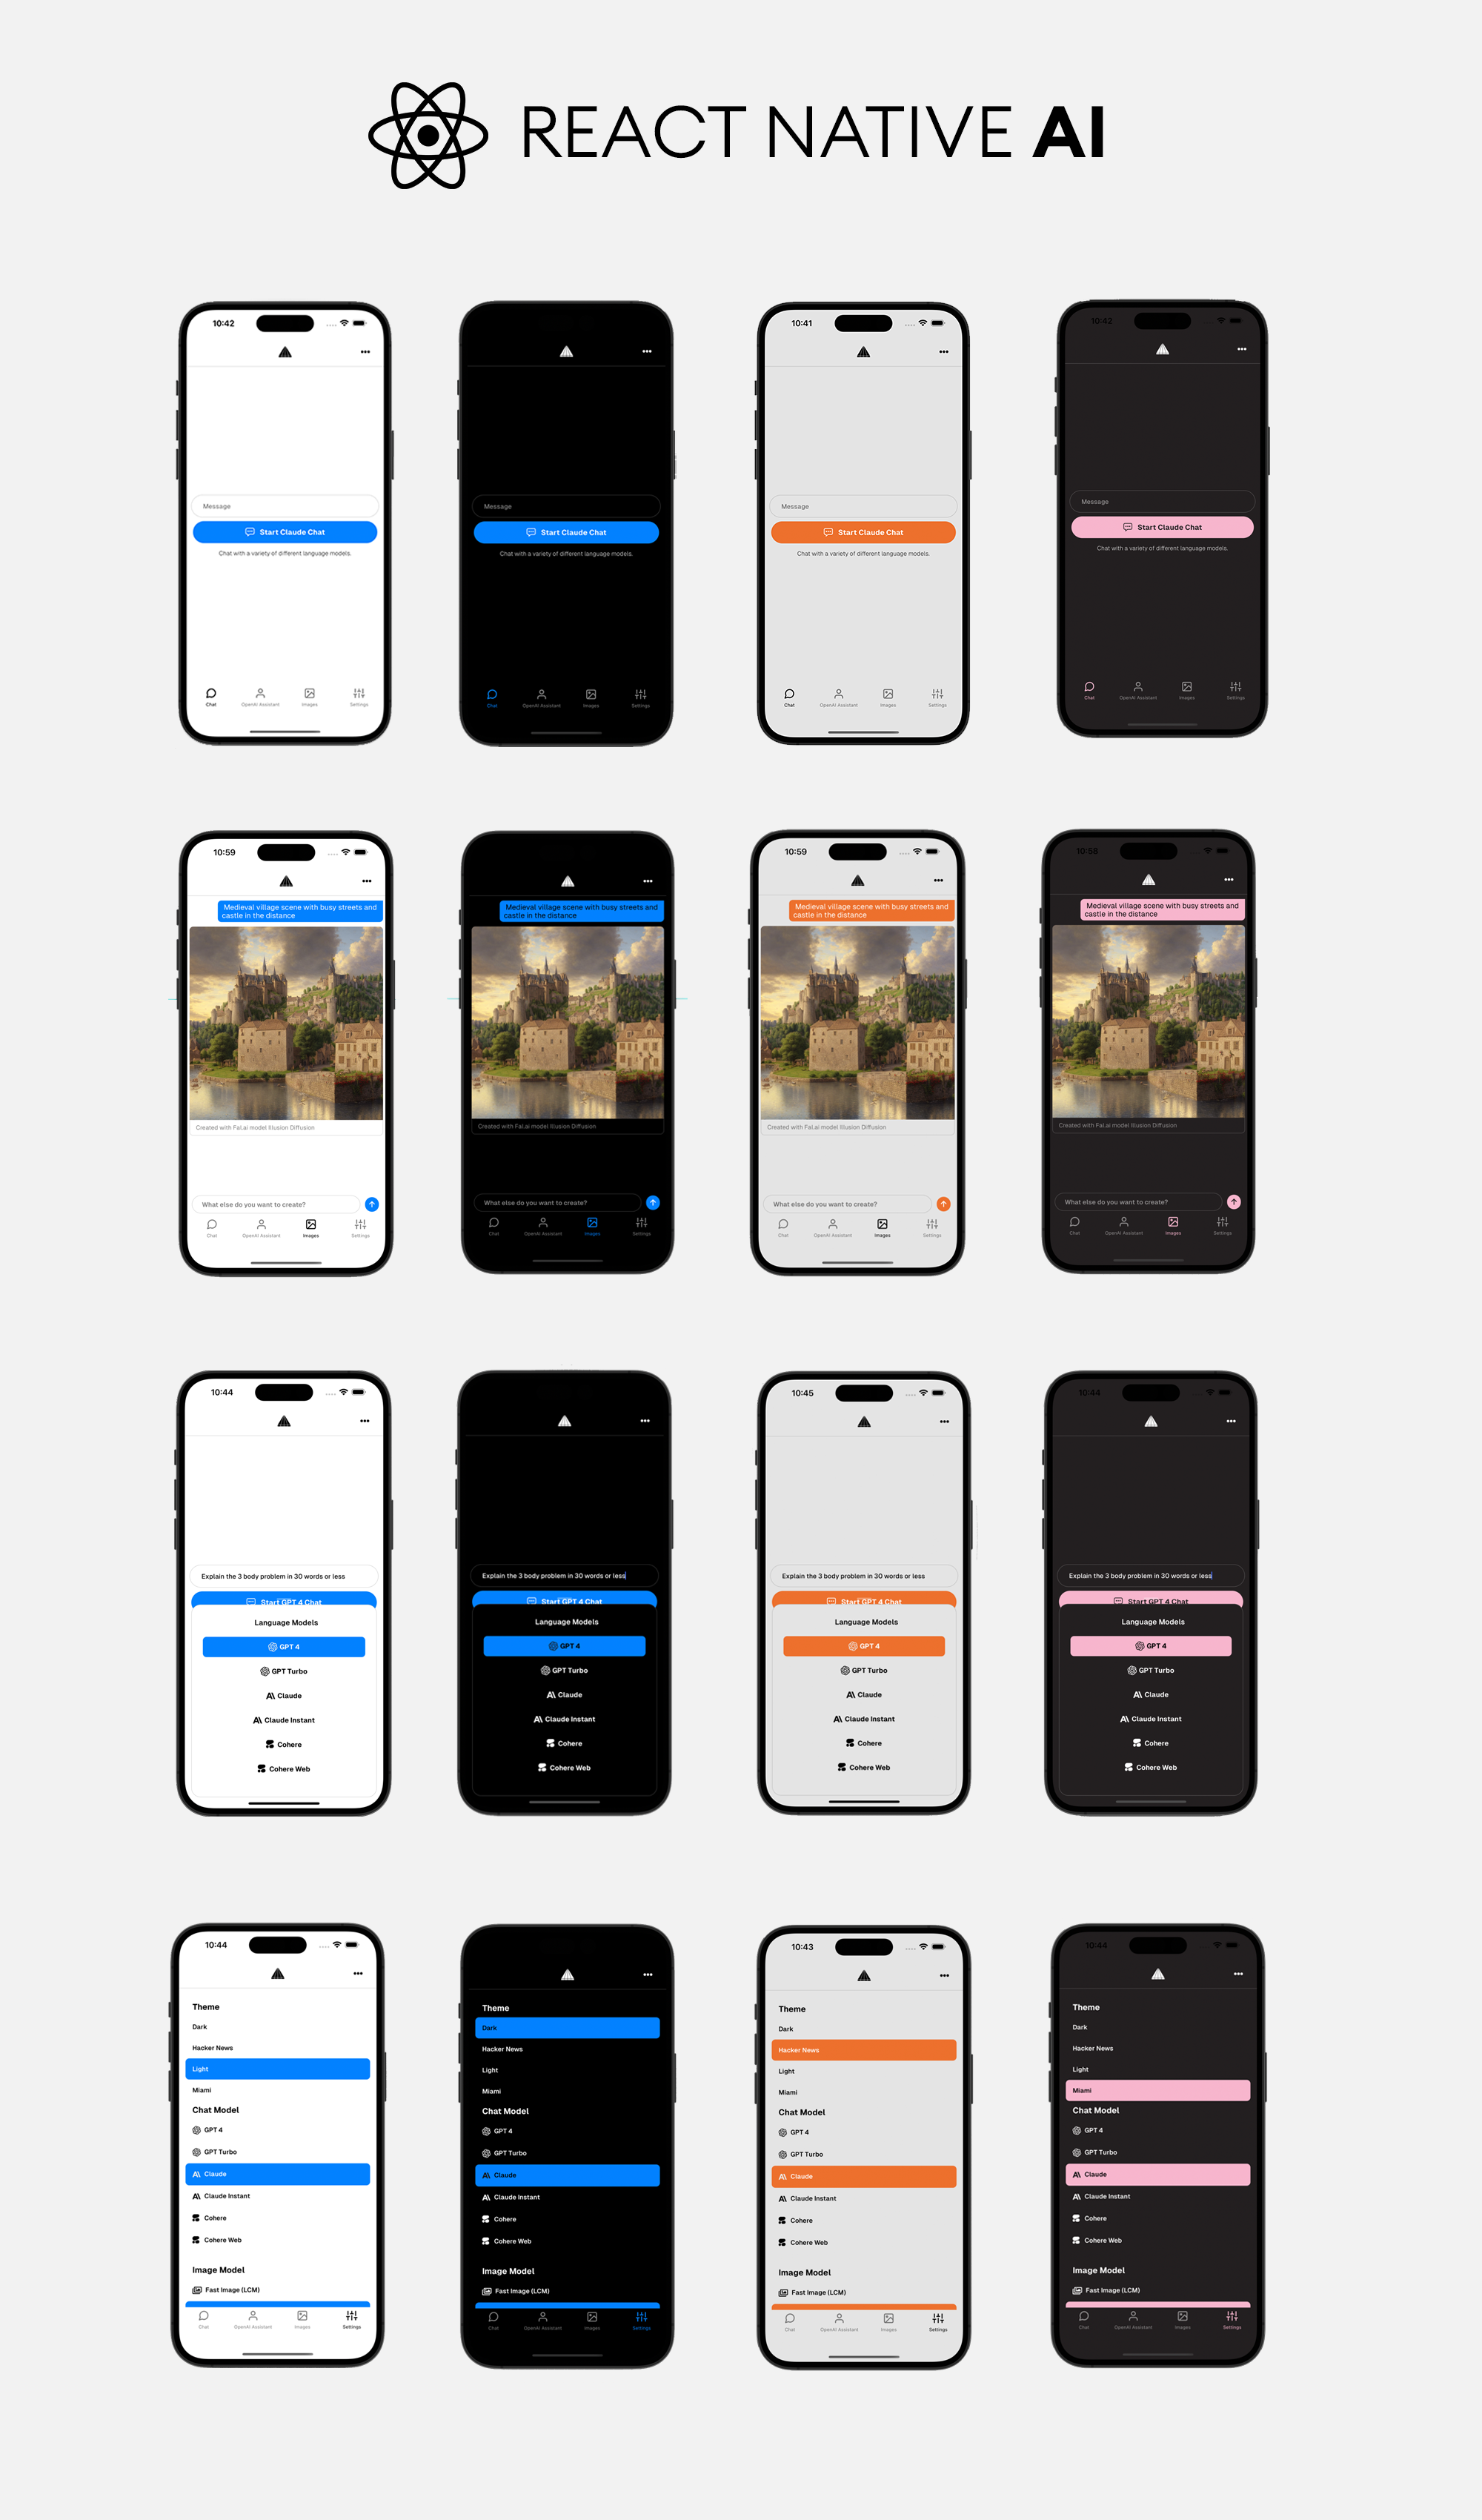 REACT NATIVE AI
10:42
Message
Start Claude Chat
Chat with a variety of different language models.
Chat
OpenAI Assistant
Images
Settings
Message
Start Claude Chat
Chat with a variety of different language models.
Chat
OpenAI Assistant
Images
Settings
10:41
Message
Start Claude Chat
Chat with a variety of different language models.
Chat
OpenAI Assistant
Images
Settings
10:42
Message
Start Claude Chat
Chat with a variety of different language models.
Chat
OpenAI Assistant
Images
Settings
10:59
Medieval village scene with busy streets and
castle in the distance
Created with Fal.ai model Illusion Diffusion
What else do you want to create?
Chat
OpenAI Assistant
Images
Settings
Medieval village scene with busy streets and
castle in the distance
Created with Fal.ai model Illusion Diffusion
What else do you want to create?
Chat
OpenAI Assistant
Images
Settings
10:59
Medieval village scene with busy streets and
castle in the distance
Created with Fal.ai model Illusion Diffusion
What else do you want to create?
Chat
OpenAI Assistant
Images
Settings
10:58
Medieval village scene with busy streets and
castle in the distance
Created with Fal.ai model Illusion Diffusion
What else do you want to create?
Chat
OpenAI Assistant
Images
Settings
10:44
Explain the 3 body problem in 30 words or less
Start GPT 4 Chat
Language Models
GPT 4
GPT Turbo
Claude
Claude Instant
Cohere
Cohere Web
Explain the 3 body problem in 30 words or less
Start GPT 4 Chat
Language Models
GPT 4
GPT Turbo
Claude
Claude Instant
Cohere
Cohere Web
10:45
Explain the 3 body problem in 30 words or less
Start GPT 4 Chat
Language Models
GPT 4
GPT Turbo
Claude
Claude Instant
Cohere
Cohere Web
10:44
Explain the 3 body problem in 30 words or less
Start GPT 4 Chat
Language Models
GPT 4
GPT Turbo
Claude
Claude Instant
Cohere
Cohere Web
10:44
Theme
Dark
Hacker News
Light
Miami
Chat Model
GPT 4
GPT Turbo
Claude
Claude Instant
Cohere
Cohere Web
Image Model
Fast Image (LCM)
Chat
OpenAI Assistant
Images
Settings
Theme
Dark
Hacker News
Light
Miami
Chat Model
GPT 4
GPT Turbo
Claude
Claude Instant
Cohere
Cohere Web
Image Model
Fast Image (LCM)
Chat
OpenAI Assistant
Images
Settings
10:43
Theme
Dark
Hacker News
Light
Miami
Chat Model
GPT 4
GPT Turbo
Claude
Claude Instant
Cohere
Cohere Web
Image Model
Fast Image (LCM)
Chat
OpenAI Assistant
Images
Settings
10:44
Theme
Dark
Hacker News
Light
Miami
Chat Model
GPT 4
GPT Turbo
Claude
Claude Instant
Cohere
Cohere Web
Image Model
Fast Image (LCM)
Chat
OpenAI Assistant
Images
Settings